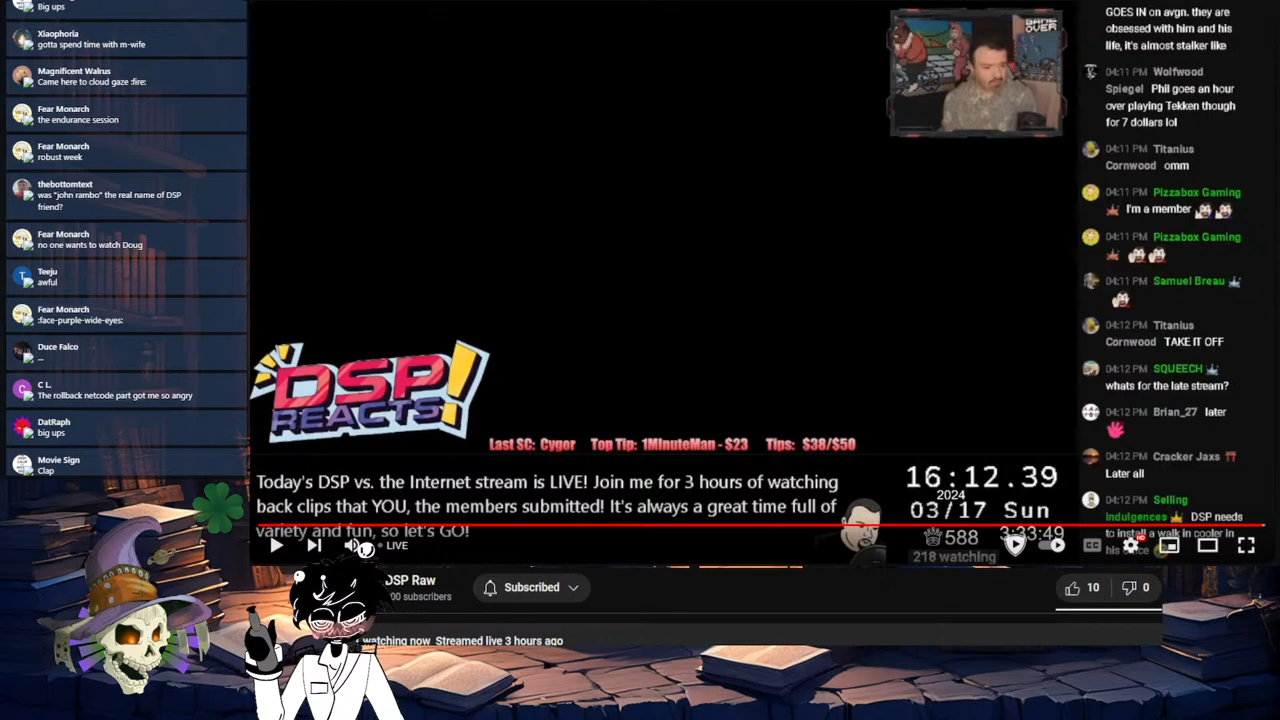 Big ups
Xiaophoria
gotta spend time with m-wife
Magnificent Walrus
Came here to cloud gaze :fire:
Fear Monarch
the endurance session
Fear Monarch
robust week
thebottomtext
was "john rambo" the real name of DSP
friend?
Fear Monarch
no one wants to watch Doug
Teeju
awful
Fear Monarch
:face-purple-wide-eyes:
Duce Falco
...
C L.
The rollback netcode part got me so angry
DatRaph
big ups
Movie Sign
Clap
GAME
OVER
DSP
REACTS
Last SC: Cygor Top Tip: 1MinuteMan - $23 Tips: $38/$50
Today's DSP vs. the Internet stream is LIVE! Join me for 3 hours of watching
back clips that YOU, the members submitted! It's always a great time full of
variety and fun, so let's GO!
16:12.39
2024
03/17 Sun
588 3:33:49
218 watching
LIVE
CC
HD
DSP Raw
00 subscribers
Subscribed
10 0
watching now Streamed live 3 hours ago
GOES IN on avgn. they are
obsessed with him and his
life, it's almost stalker like
04:11 PM Wolfwood
Spiegel Phil goes an hour
over playing Tekken though
for 7 dollars lol
04:11 PM Titanius
Cornwood omm
04:11 PM Pizzabox Gaming
I'm a member
04:11 PM Pizzabox Gaming
04:11 PM Samuel Breau
04:12 PM Titanius
Cornwood TAKE IT OFF
04:12 PM SQUEECH
whats for the late stream?
04:12 PM Brian_27 later
04:12 PM Cracker Jaxs
Later all
04:12 PM Selling
Indulgences DSP needs
to install a walk in cooler in
his office